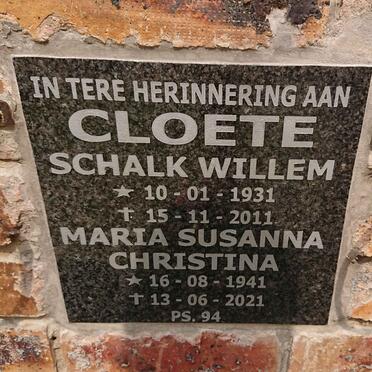 IN TERE HERINNERING AAN
CLOETE
SCHALK WILLEM
★ 10 - 01 - 1931
✝ 15 - 11 - 2011
MARIA SUSANNA
CHRISTINA
★ 16 - 08 - 1941
✝ 13 - 06 - 2021
PS. 94